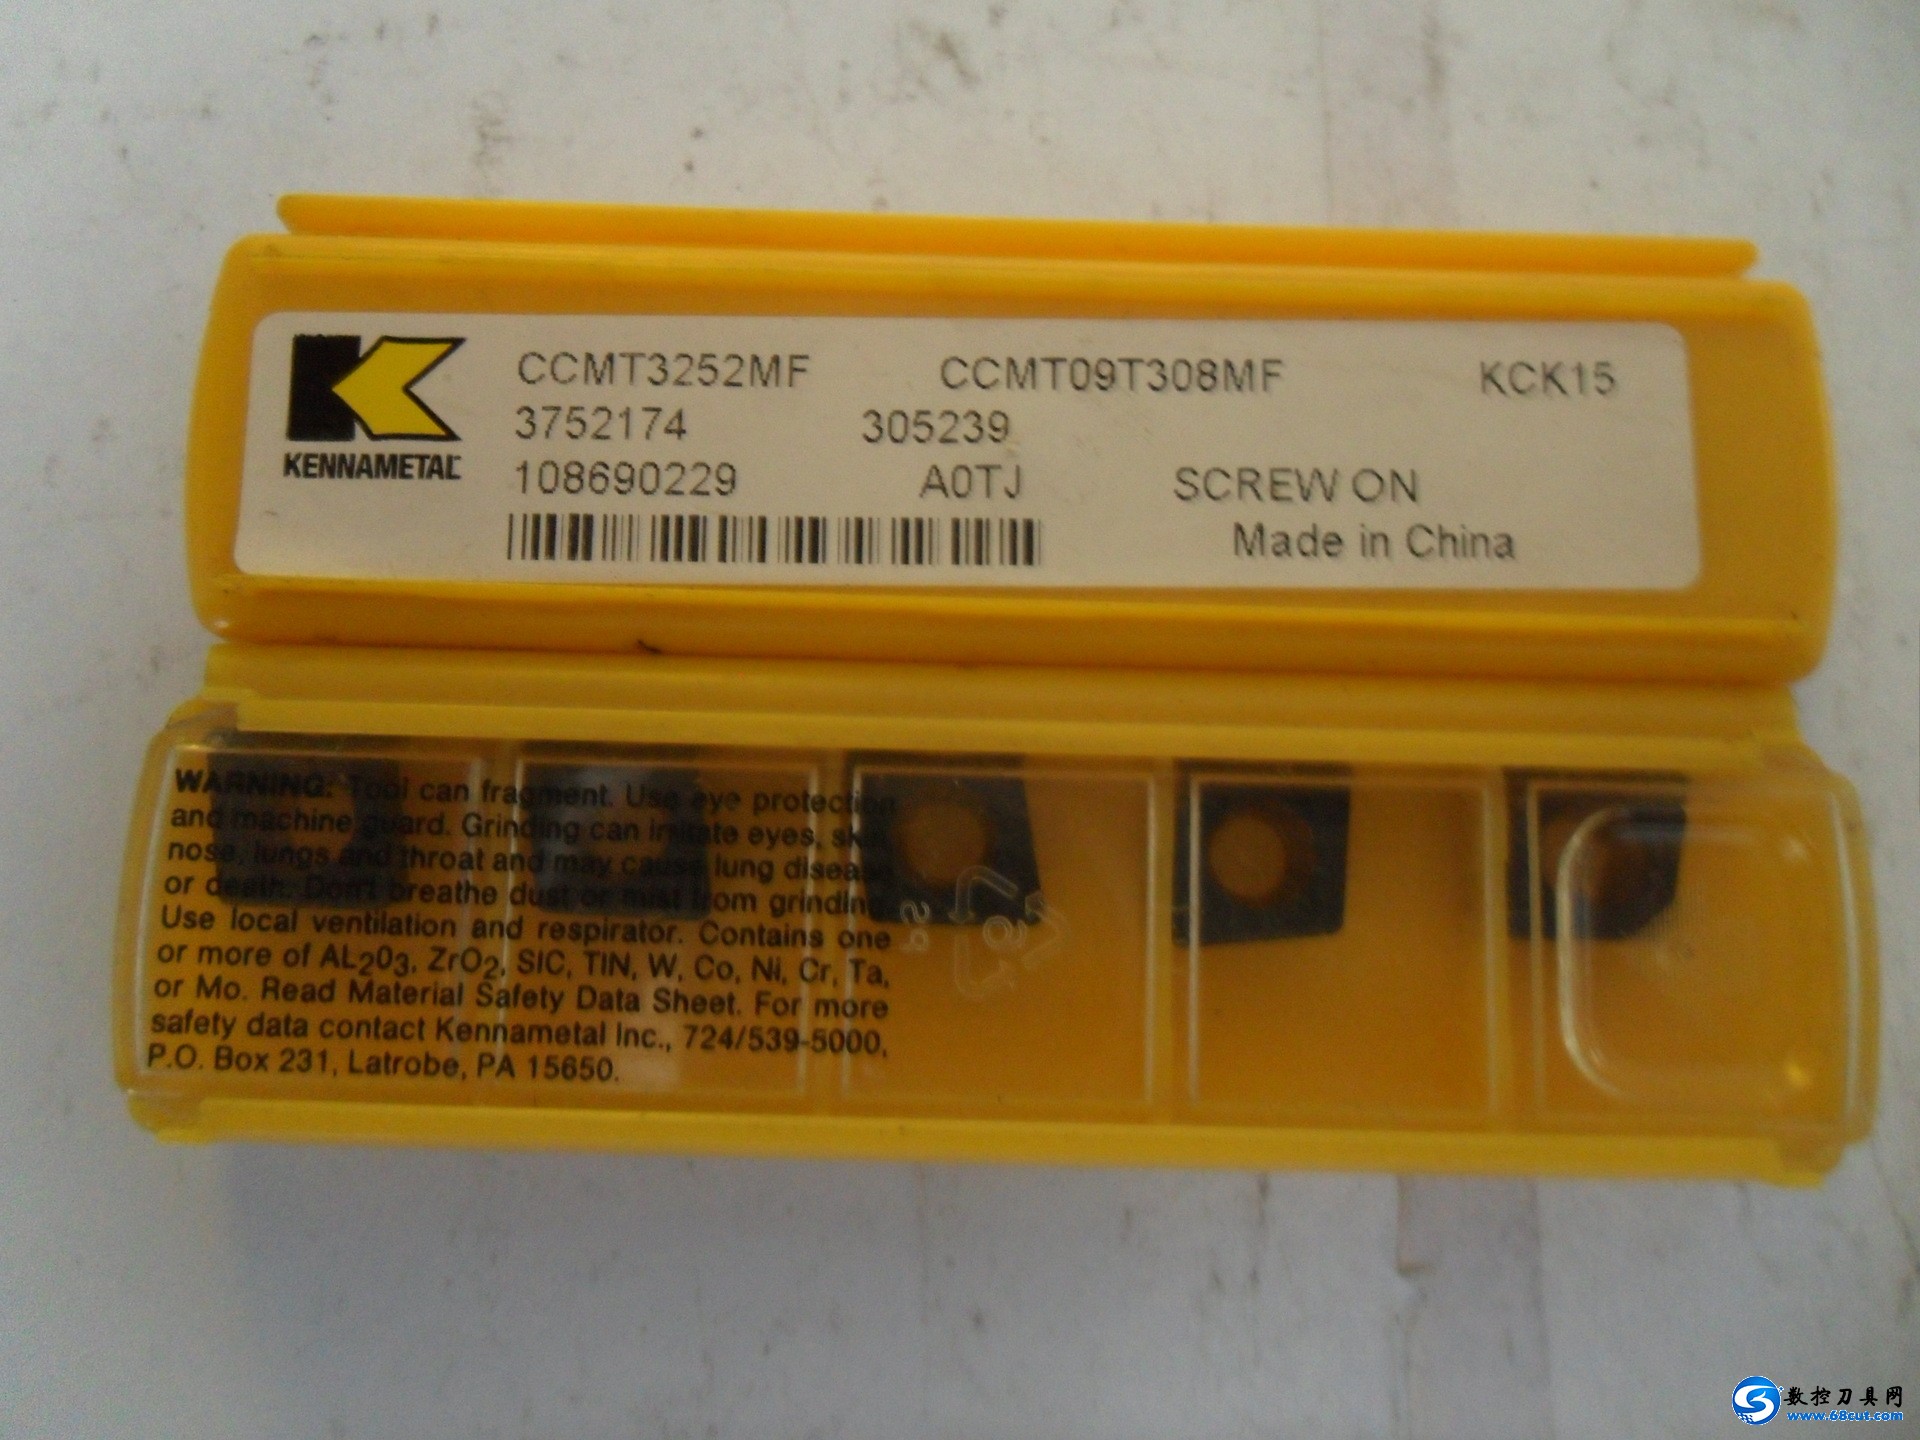 CCMT3252MF CCMT09T308MF KCK15
3752174 305239
KENNAMETAL
108690229 A0TJ SCREW ON
Made in China
WARNING: Tool can fragment. Use eye protection
and machine guard. Grinding can irritate eyes, skin,
nose, lungs and throat and may cause lung disease
or death. Don't breathe dust or mist from grinding.
Use local ventilation and respirator. Contains one
or more of AL2O3, ZrO2, SIC, TIN, W, Co, Ni, Cr, Ta,
or Mo. Read Material Safety Data Sheet. For more
safety data contact Kennametal Inc., 724/539-5000,
P.O. Box 231, Latrobe, PA 15650.
PS
6
数控刀具网
www.68cut.com